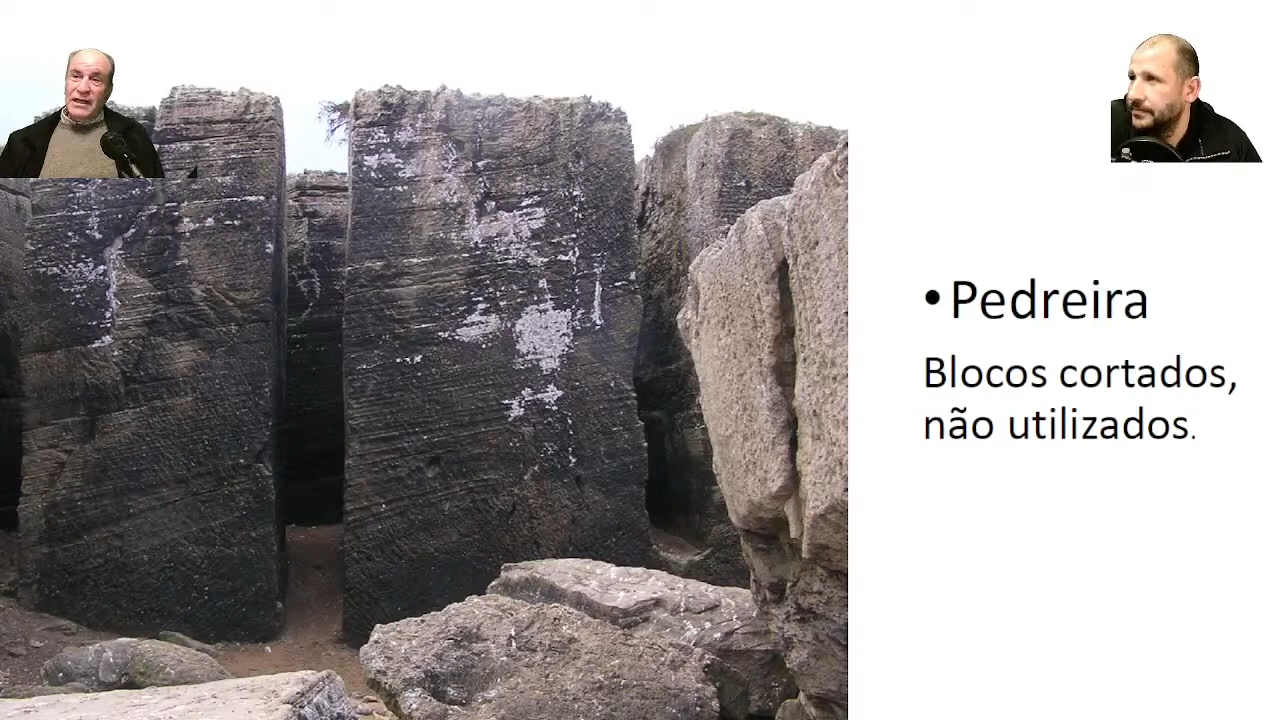 • Pedreira
Blocos cortados,
não utilizados.